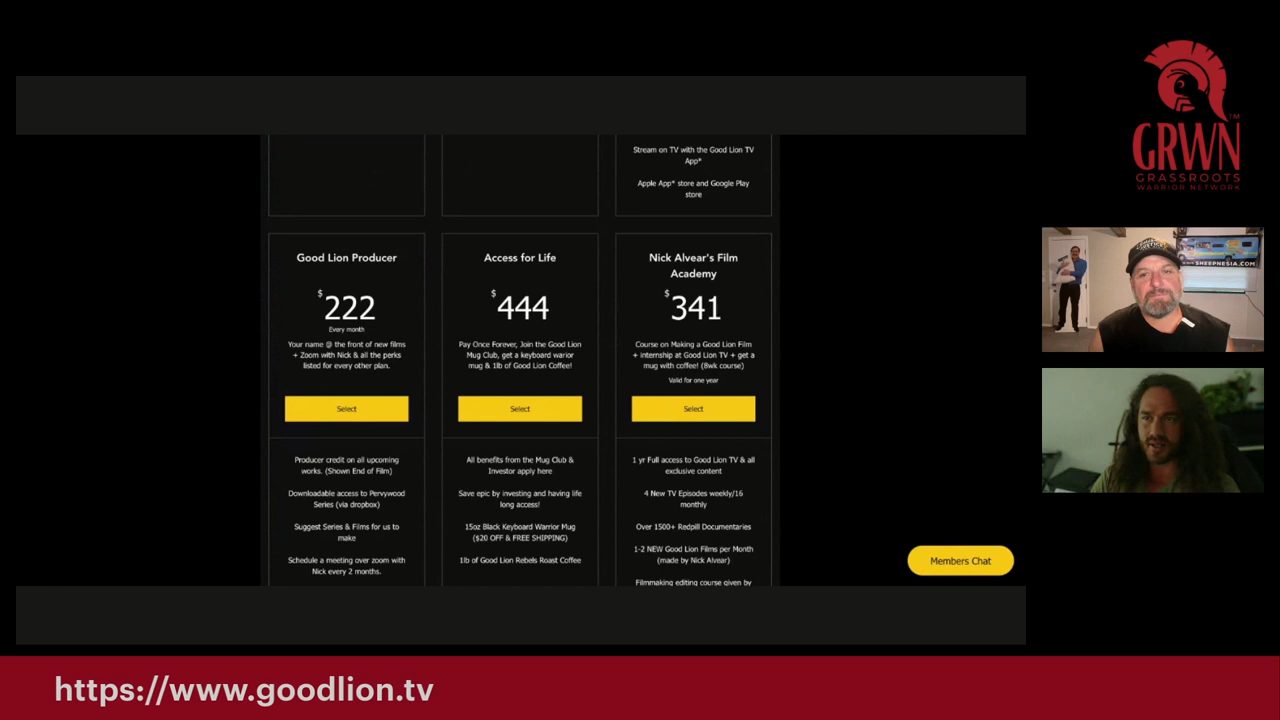 Stream on TV with the Good Lion TV
App*
Apple App* store and Google Play
store
Good Lion Producer
$
222
Every month
Your name @ the front of new films
+ Zoom with Nick & all the perks
listed for every other plan.
Select
Producer credit on all upcoming
works. (Shown End of Film)
Downloadable access to Pervywood
Series (via dropbox)
Suggest Series & Films for us to
make
Schedule a meeting over zoom with
Nick every 2 months.
Access for Life
$
444
Pay Once Forever, Join the Good Lion
Mug Club, get a keyboard warior
mug & 1lb of Good Lion Coffee!
Select
All benefits from the Mug Club &
Investor apply here
Save epic by investing and having life
long access!
15oz Black Keyboard Warrior Mug
($20 OFF & FREE SHIPPING)
1lb of Good Lion Rebels Roast Coffee
Nick Alvear's Film
Academy
$
341
Course on Making a Good Lion Film
+ internship at Good Lion TV + get a
mug with coffee! (8wk course)
Valid for one year
Select
1 yr Full access to Good Lion TV & all
exclusive content
4 New TV Episodes weekly/16
monthly
Over 1500+ Redpill Documentaries
1-2 NEW Good Lion Films per Month
(made by Nick Alvear)
Filmmaking editing course given by
Members Chat
GRWN
TM
GRASSROOTS
WARRIOR NETWORK
SHEEPNESIA.COM
https://www.goodlion.tv